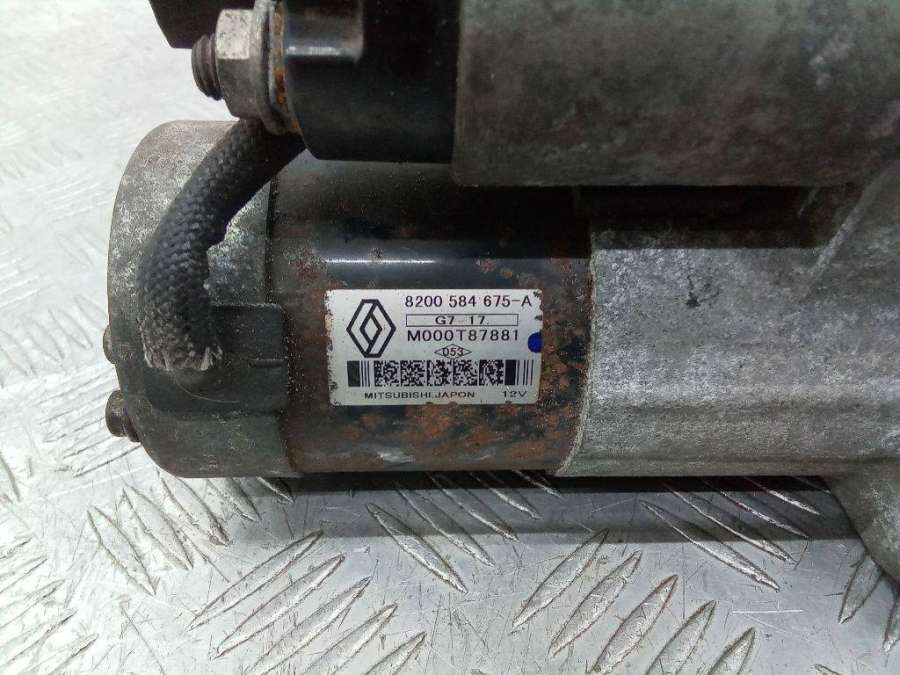 8200 584 675-A
G7 17
M000T87881
053
MITSUBISHI.JAPON 12V